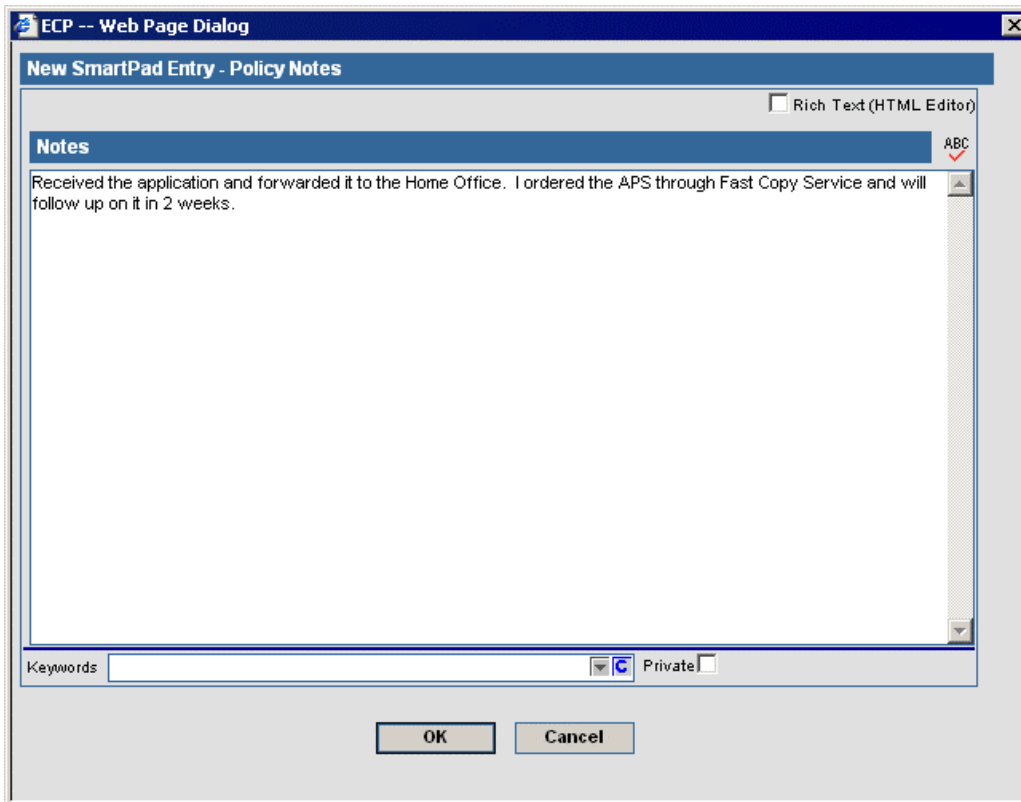 ECP -- Web Page Dialog
New SmartPad Entry - Policy Notes
Rich Text (HTML Editor)
Notes
ABC
Received the application and forwarded it to the Home Office.  I ordered the APS through Fast Copy Service and will
follow up on it in 2 weeks.
Keywords C Private
OK Cancel